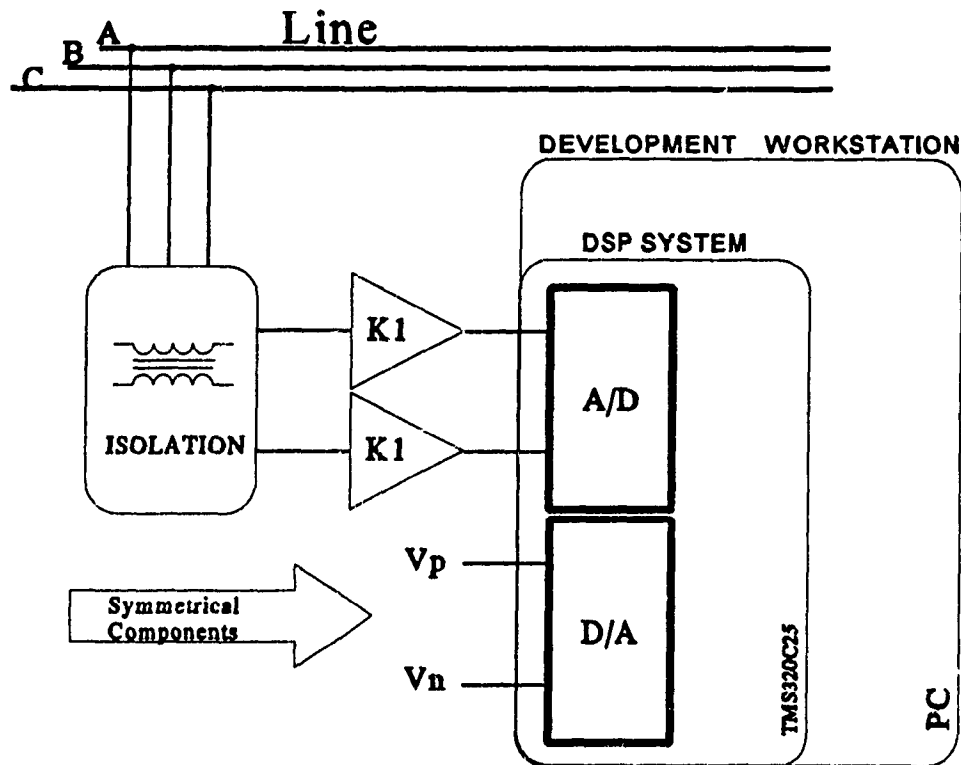 Line
A
B
C
DEVELOPMENT WORKSTATION
DSP SYSTEM
K1
A/D
ISOLATION
K1
Vp
Symmetrical
Components
D/A
Vn
TMS320C25
PC